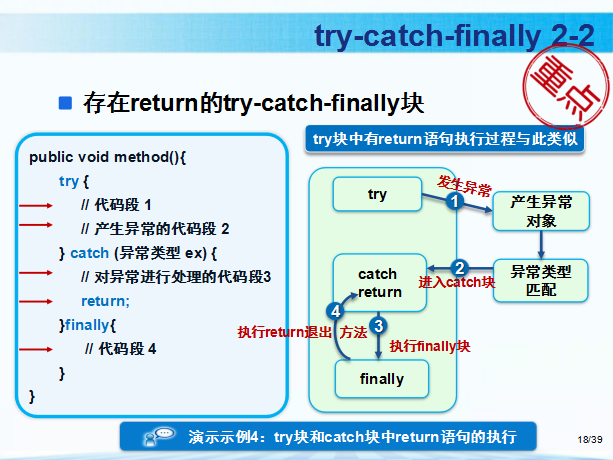 try-catch-finally 2-2
重点
存在return的try-catch-finally块
try块中有return语句执行过程与此类似
public void method(){
try {
// 代码段 1
// 产生异常的代码段 2
} catch (异常类型 ex) {
// 对异常进行处理的代码段3
return;
}finally{
// 代码段 4
}
}
try
发生异常
1
产生异常
对象
异常类型
匹配
2
进入catch块
catch
return
4
3
执行return退出 方法
执行finally块
finally
演示示例4：try块和catch块中return语句的执行
18/39